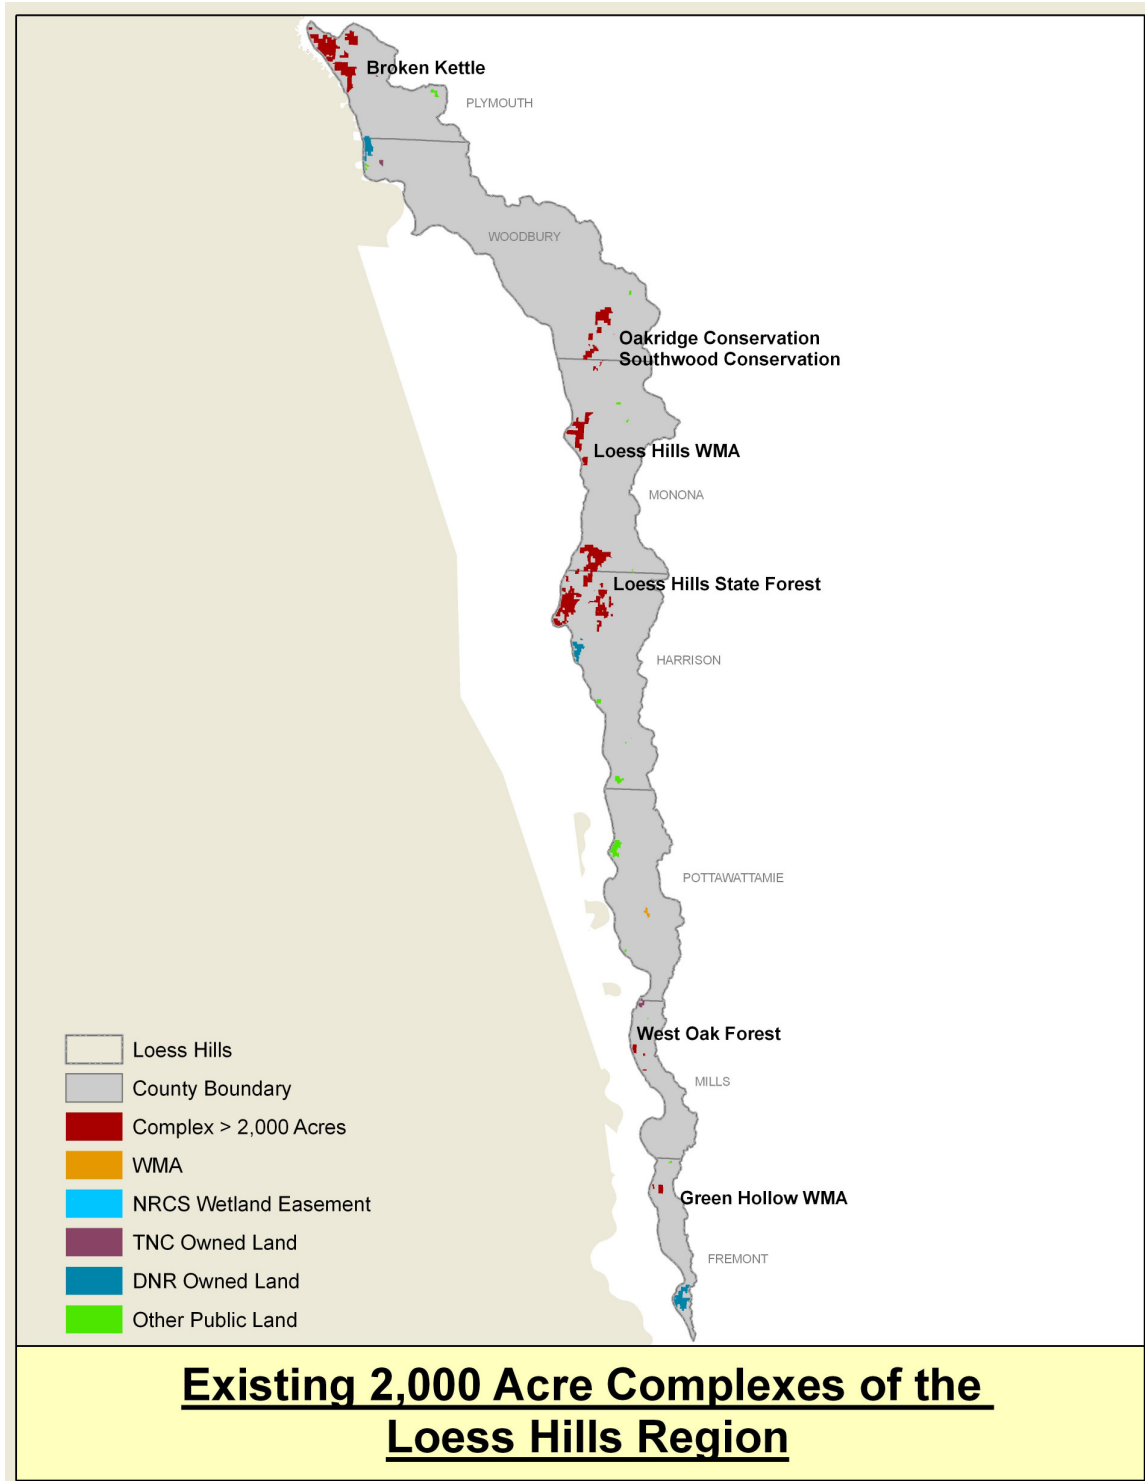 Broken Kettle
PLYMOUTH
WOODBURY
Oakridge Conservation
Southwood Conservation
Loess Hills WMA
MONONA
Loess Hills State Forest
HARRISON
POTTAWATTAMIE
West Oak Forest
MILLS
Green Hollow WMA
FREMONT
Loess Hills
County Boundary
Complex > 2,000 Acres
WMA
NRCS Wetland Easement
TNC Owned Land
DNR Owned Land
Other Public Land
Existing 2,000 Acre Complexes of the
Loess Hills Region